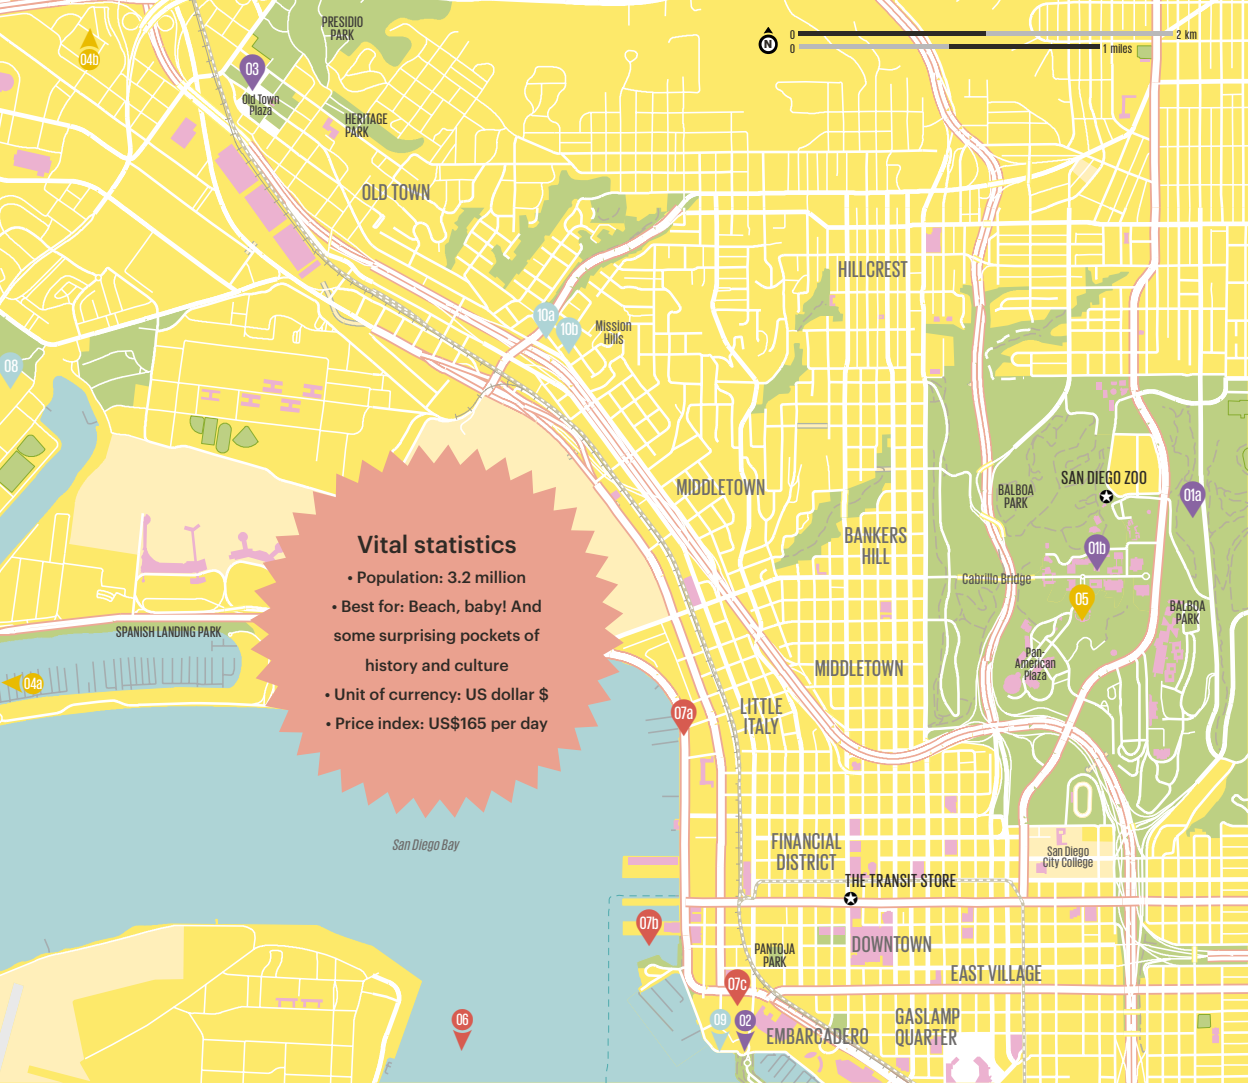 PRESIDIO
PARK
04b
03
Old Town
Plaza
HERITAGE
PARK
N
0
2 km
0
1 miles
OLD TOWN
HILLCREST
10a
10b
Mission
Hills
08
MIDDLETOWN
SAN DIEGO ZOO
BALBOA
PARK
01a
BANKERS
HILL
01b
Cabrillo Bridge
05
BALBOA
PARK
Vital statistics
• Population: 3.2 million
• Best for: Beach, baby! And
some surprising pockets of
history and culture
• Unit of currency: US dollar $
• Price index: US$165 per day
SPANISH LANDING PARK
04a
Pan-
American
Plaza
MIDDLETOWN
07a
LITTLE
ITALY
San Diego Bay
FINANCIAL
DISTRICT
San Diego
City College
THE TRANSIT STORE
07b
PANTOJA
PARK
DOWNTOWN
EAST VILLAGE
07c
06
09
02
EMBARCADERO
GASLAMP
QUARTER